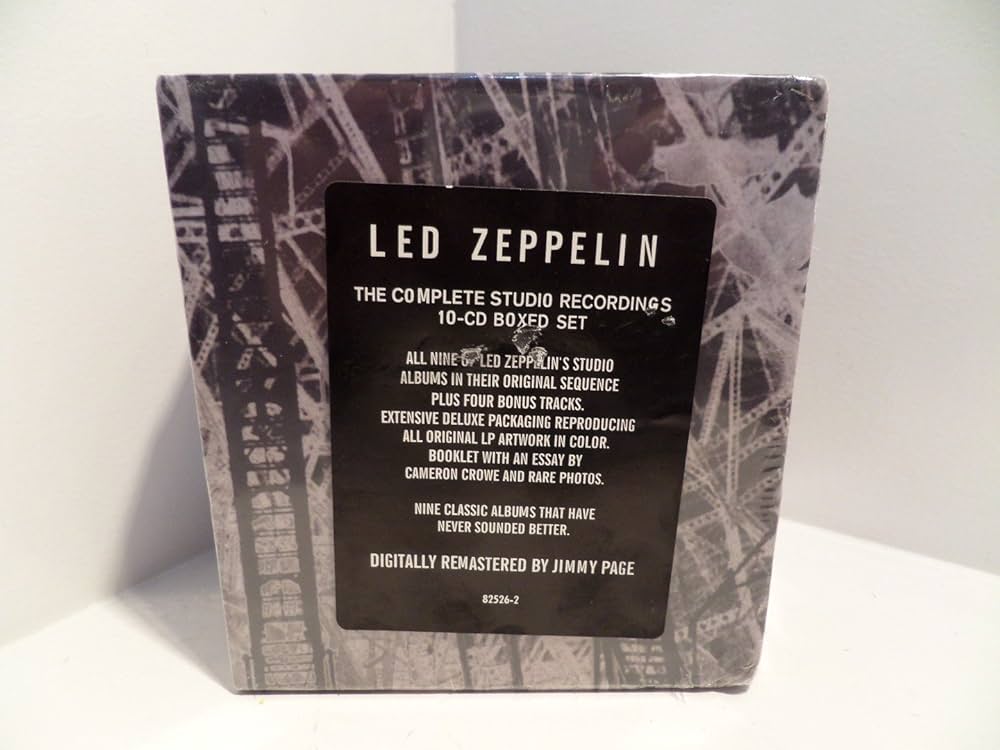 LED ZEPPELIN
THE COMPLETE STUDIO RECORDINGS
10-CD BOXED SET
ALL NINE OF LED ZEPPELIN'S STUDIO
ALBUMS IN THEIR ORIGINAL SEQUENCE
PLUS FOUR BONUS TRACKS.
EXTENSIVE DELUXE PACKAGING REPRODUCING
ALL ORIGINAL LP ARTWORK IN COLOR.
BOOKLET WITH AN ESSAY BY
CAMERON CROWE AND RARE PHOTOS.
NINE CLASSIC ALBUMS THAT HAVE
NEVER SOUNDED BETTER.
DIGITALLY REMASTERED BY JIMMY PAGE
82526-2